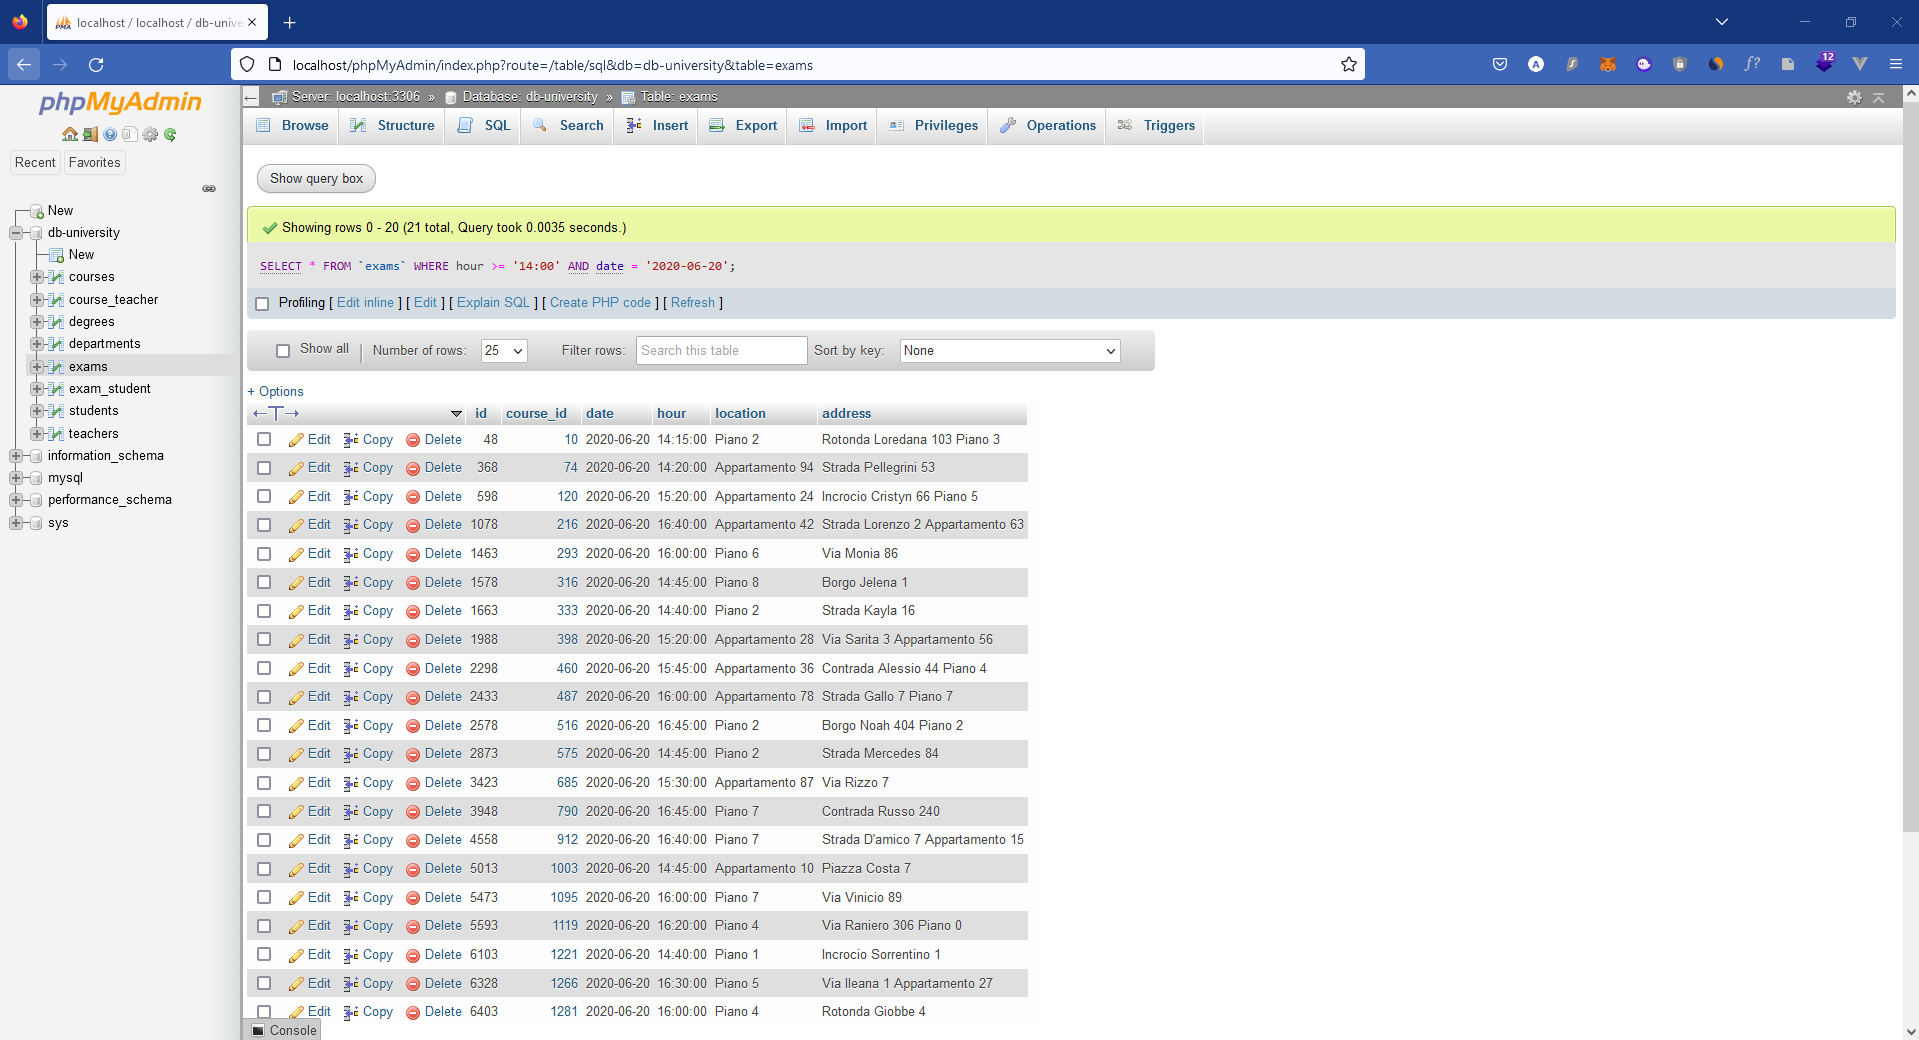 localhost / localhost / db-unive
localhost/phpMyAdmin/index.php?route=/table/sql&db=db-university&table=exams
12
phpMyAdmin
Recent Favorites
New
db-university
New
courses
course_teacher
degrees
departments
exams
exam_student
students
teachers
information_schema
mysql
performance_schema
sys
Server: localhost:3306 » Database: db-university » Table: exams
Browse Structure SQL Search Insert Export Import Privileges Operations Triggers
Show query box
Showing rows 0 - 20 (21 total, Query took 0.0035 seconds.)
SELECT * FROM `exams` WHERE hour >= '14:00' AND date = '2020-06-20';
Profiling [ Edit inline ] [ Edit ] [ Explain SQL ] [ Create PHP code ] [ Refresh ]
Show all | Number of rows: 25 Filter rows: Search this table Sort by key: None
+ Options
←T→ id course_id date hour location address
Edit Copy Delete 48 10 2020-06-20 14:15:00 Piano 2 Rotonda Loredana 103 Piano 3
Edit Copy Delete 368 74 2020-06-20 14:20:00 Appartamento 94 Strada Pellegrini 53
Edit Copy Delete 598 120 2020-06-20 15:20:00 Appartamento 24 Incrocio Cristyn 66 Piano 5
Edit Copy Delete 1078 216 2020-06-20 16:40:00 Appartamento 42 Strada Lorenzo 2 Appartamento 63
Edit Copy Delete 1463 293 2020-06-20 16:00:00 Piano 6 Via Monia 86
Edit Copy Delete 1578 316 2020-06-20 14:45:00 Piano 8 Borgo Jelena 1
Edit Copy Delete 1663 333 2020-06-20 14:40:00 Piano 2 Strada Kayla 16
Edit Copy Delete 1988 398 2020-06-20 15:20:00 Appartamento 28 Via Sarita 3 Appartamento 56
Edit Copy Delete 2298 460 2020-06-20 15:45:00 Appartamento 36 Contrada Alessio 44 Piano 4
Edit Copy Delete 2433 487 2020-06-20 16:00:00 Appartamento 78 Strada Gallo 7 Piano 7
Edit Copy Delete 2578 516 2020-06-20 16:45:00 Piano 2 Borgo Noah 404 Piano 2
Edit Copy Delete 2873 575 2020-06-20 14:45:00 Piano 2 Strada Mercedes 84
Edit Copy Delete 3423 685 2020-06-20 15:30:00 Appartamento 87 Via Rizzo 7
Edit Copy Delete 3948 790 2020-06-20 16:45:00 Piano 7 Contrada Russo 240
Edit Copy Delete 4558 912 2020-06-20 16:40:00 Piano 7 Strada D'amico 7 Appartamento 15
Edit Copy Delete 5013 1003 2020-06-20 14:45:00 Appartamento 10 Piazza Costa 7
Edit Copy Delete 5473 1095 2020-06-20 16:00:00 Piano 7 Via Vinicio 89
Edit Copy Delete 5593 1119 2020-06-20 16:20:00 Piano 4 Via Raniero 306 Piano 0
Edit Copy Delete 6103 1221 2020-06-20 14:40:00 Piano 1 Incrocio Sorrentino 1
Edit Copy Delete 6328 1266 2020-06-20 16:30:00 Piano 5 Via Ileana 1 Appartamento 27
Edit Copy Delete 6403 1281 2020-06-20 16:00:00 Piano 4 Rotonda Giobbe 4
Console